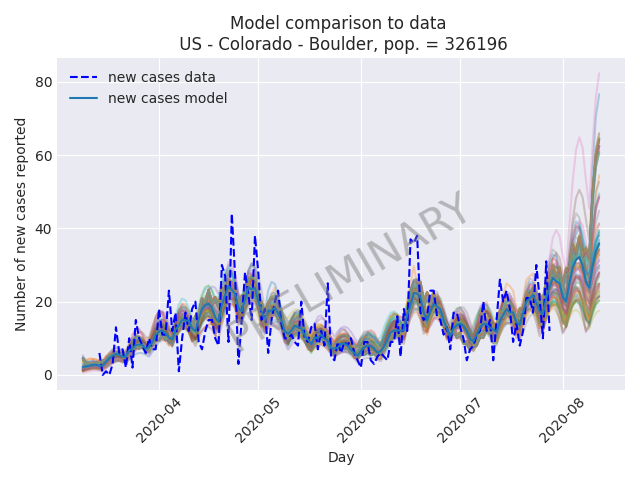 Model comparison to data
US - Colorado - Boulder, pop. = 326196
new cases data
new cases model
PRELIMINARY
Number of new cases reported
80
60
40
20
0
2020-04
2020-05
2020-06
2020-07
2020-08
Day